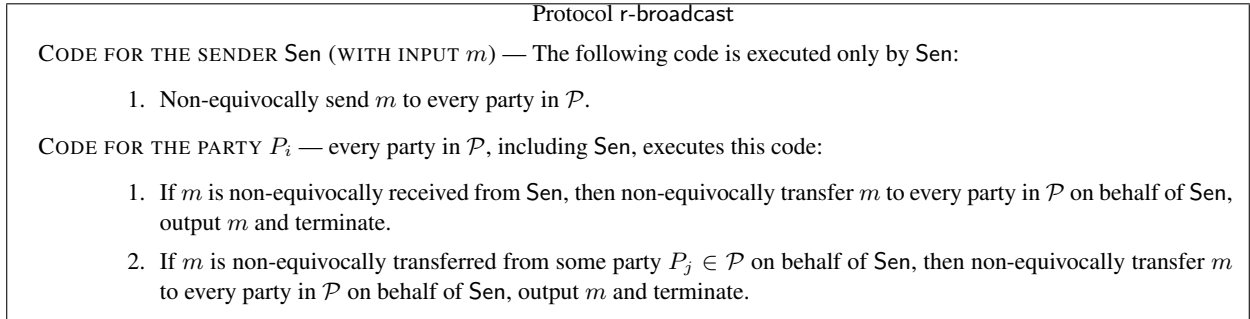 Protocol r-broadcast
CODE FOR THE SENDER Sen (WITH INPUT m) — The following code is executed only by Sen:
1. Non-equivocally send m to every party in 𝒫.
CODE FOR THE PARTY Pᵢ — every party in 𝒫, including Sen, executes this code:
1. If m is non-equivocally received from Sen, then non-equivocally transfer m to every party in 𝒫 on behalf of Sen,
output m and terminate.
2. If m is non-equivocally transferred from some party Pⱼ ∈ 𝒫 on behalf of Sen, then non-equivocally transfer m
to every party in 𝒫 on behalf of Sen, output m and terminate.